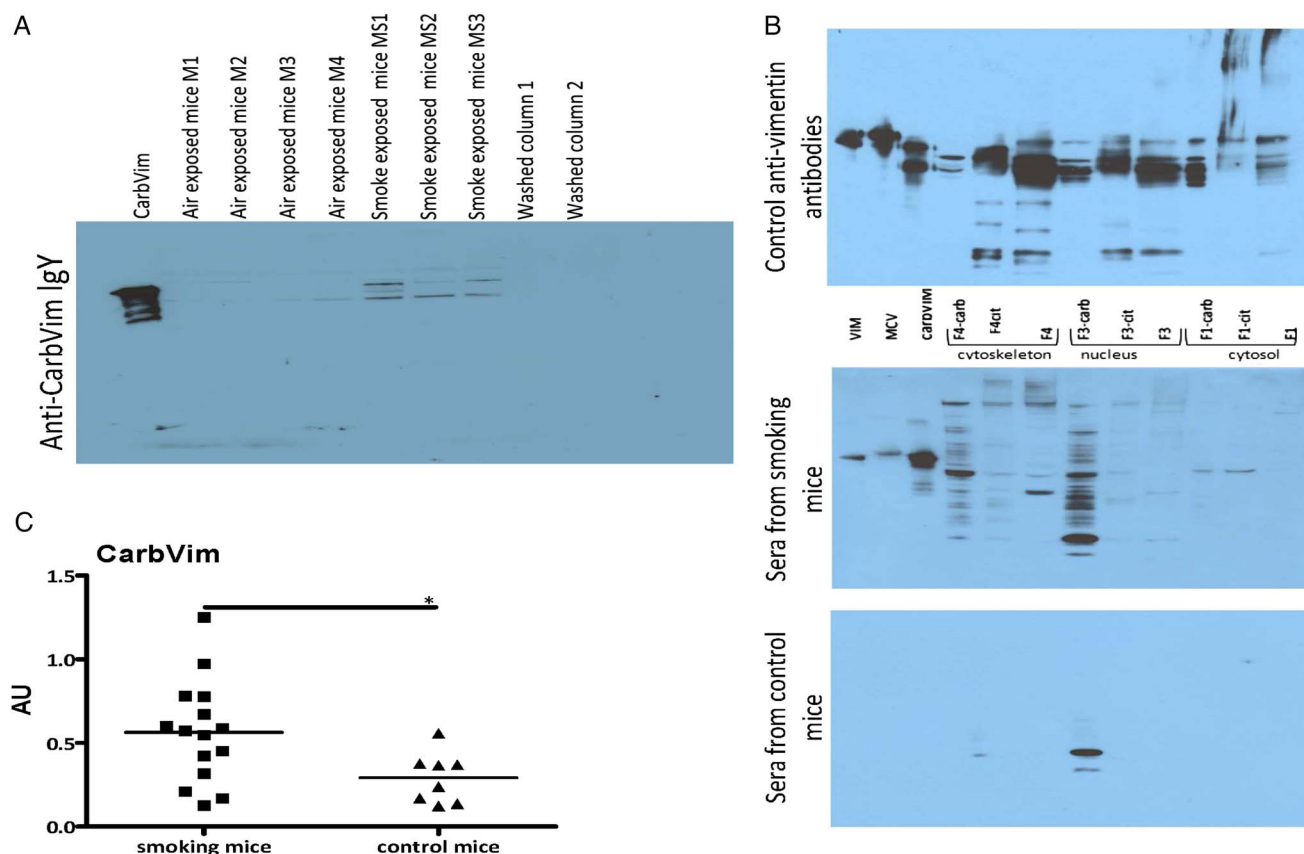 A
CarbVim
Air exposed mice M1
Air exposed mice M2
Air exposed mice M3
Air exposed mice M4
Smoke exposed mice MS1
Smoke exposed mice MS2
Smoke exposed mice MS3
Washed column 1
Washed column 2
Anti-CarbVim IgY
B
Control anti-vimentin
antibodies
VIM
MCV
carbVIM
F4-carb
F4cit
F4
F3-carb
F3-cit
F3
F1-carb
F1-cit
F1
cytoskeleton
nucleus
cytosol
Sera from smoking
mice
Sera from control
mice
C
CarbVim
1.5
1.0
0.5
0.0
AU
*
smoking mice
control mice